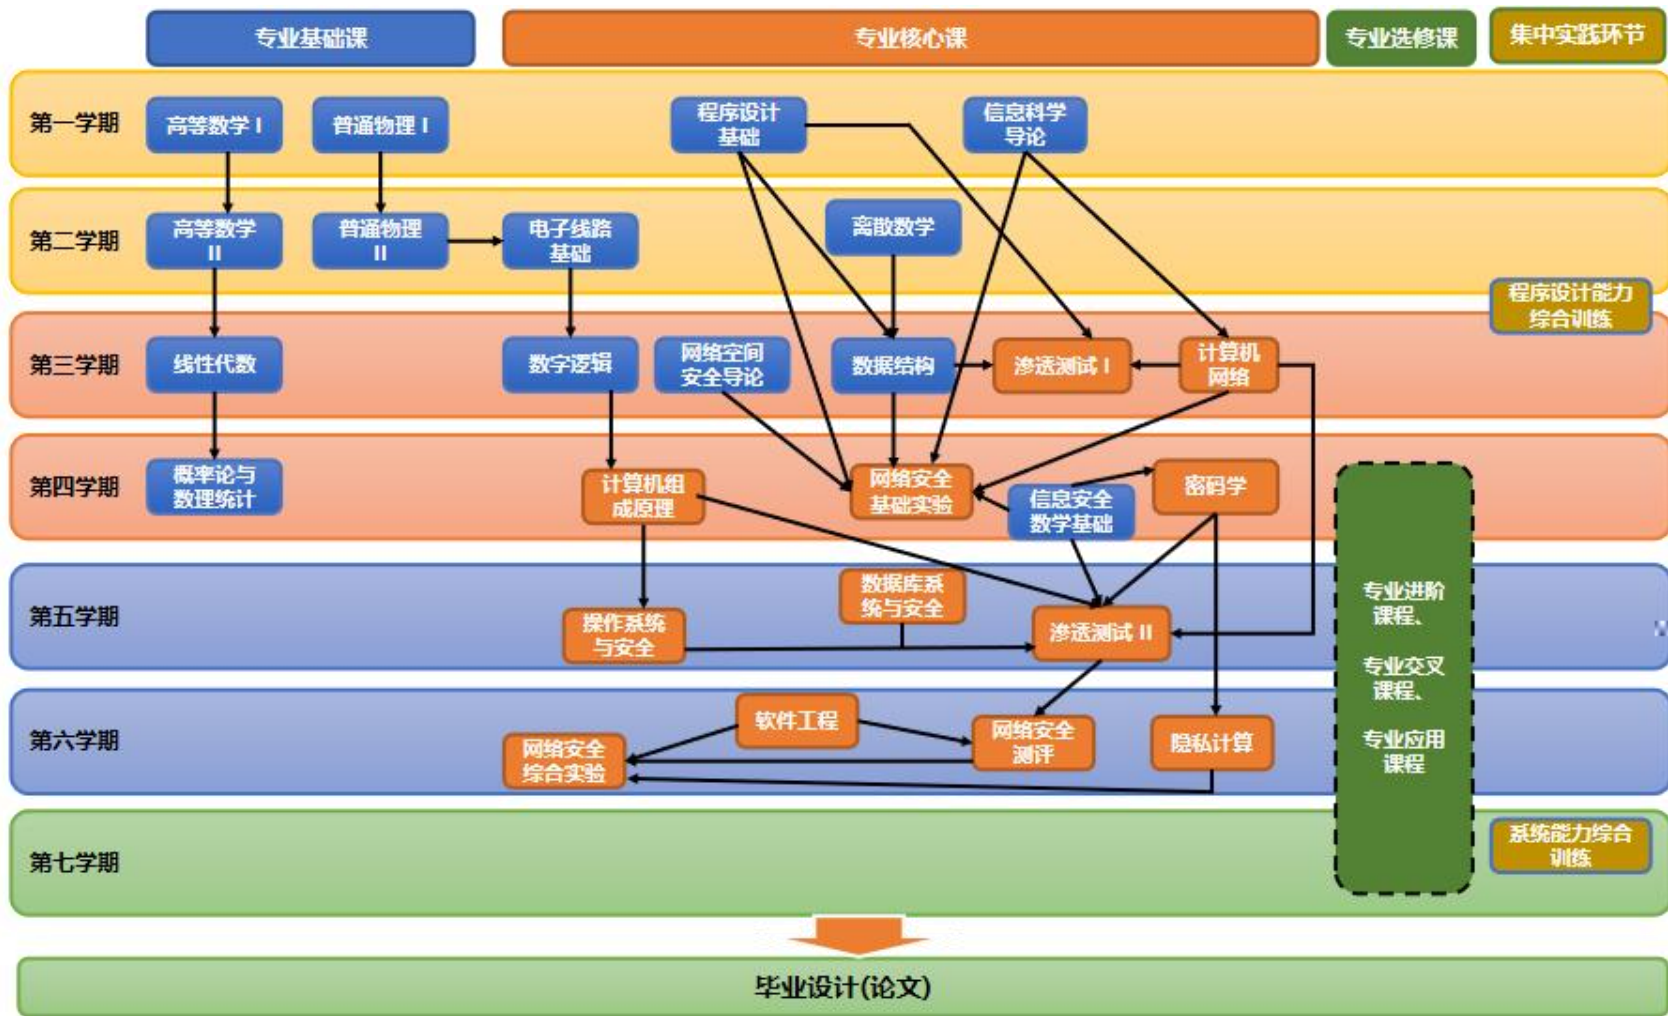 专业基础课
专业核心课
专业选修课
集中实践环节
第一学期
高等数学 I
普通物理 I
程序设计
基础
信息科学
导论
第二学期
高等数学
II
普通物理
II
电子线路
基础
离散数学
程序设计能力
综合训练
第三学期
线性代数
数字逻辑
网络空间
安全导论
数据结构
渗透测试 I
计算机
网络
第四学期
概率论与
数理统计
计算机组
成原理
网络安全
基础实验
信息安全
数学基础
密码学
第五学期
操作系统
与安全
数据库系
统与安全
渗透测试 II
专业进阶
课程、
专业交叉
课程、
专业应用
课程
第六学期
网络安全
综合实验
软件工程
网络安全
测评
隐私计算
第七学期
系统能力综合
训练
毕业设计(论文)